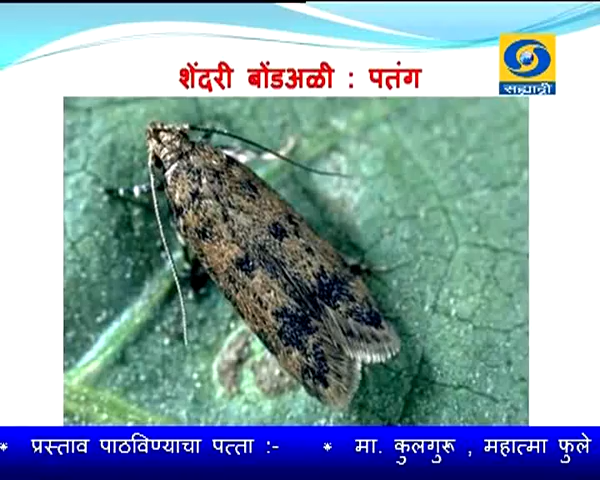 शेंदरी बोंडअळी : पतंग
सह्याद्री
* प्रस्ताव पाठविण्याचा पत्ता :- * मा. कुलगुरू , महात्मा फुले